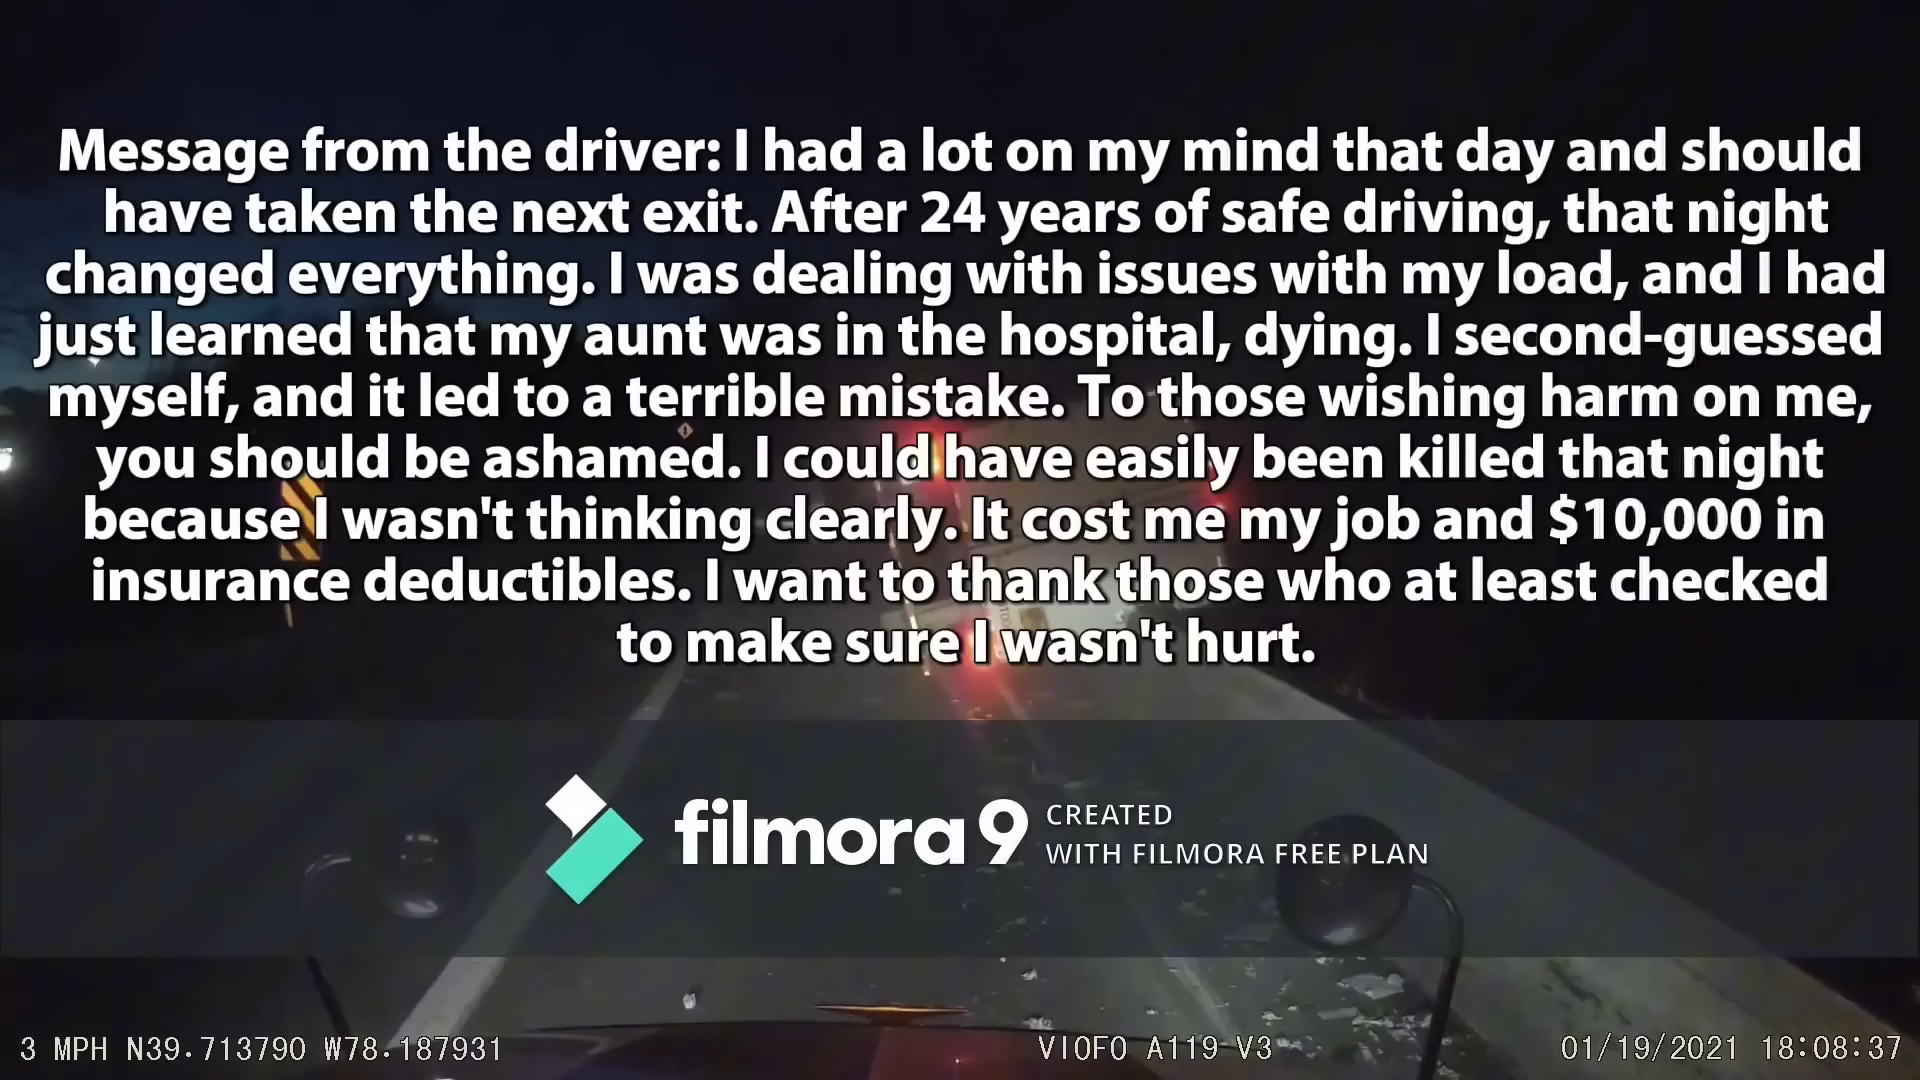 Message from the driver: I had a lot on my mind that day and should
have taken the next exit. After 24 years of safe driving, that night
changed everything. I was dealing with issues with my load, and I had
just learned that my aunt was in the hospital, dying. I second-guessed
myself, and it led to a terrible mistake. To those wishing harm on me,
you should be ashamed. I could have easily been killed that night
because I wasn't thinking clearly. It cost me my job and $10,000 in
insurance deductibles. I want to thank those who at least checked
to make sure I wasn't hurt.
filmora 9
CREATED
WITH FILMORA FREE PLAN
3 MPH N39.713790 W78.187931
VIOFO A119 V3
01/19/2021 18:08:37